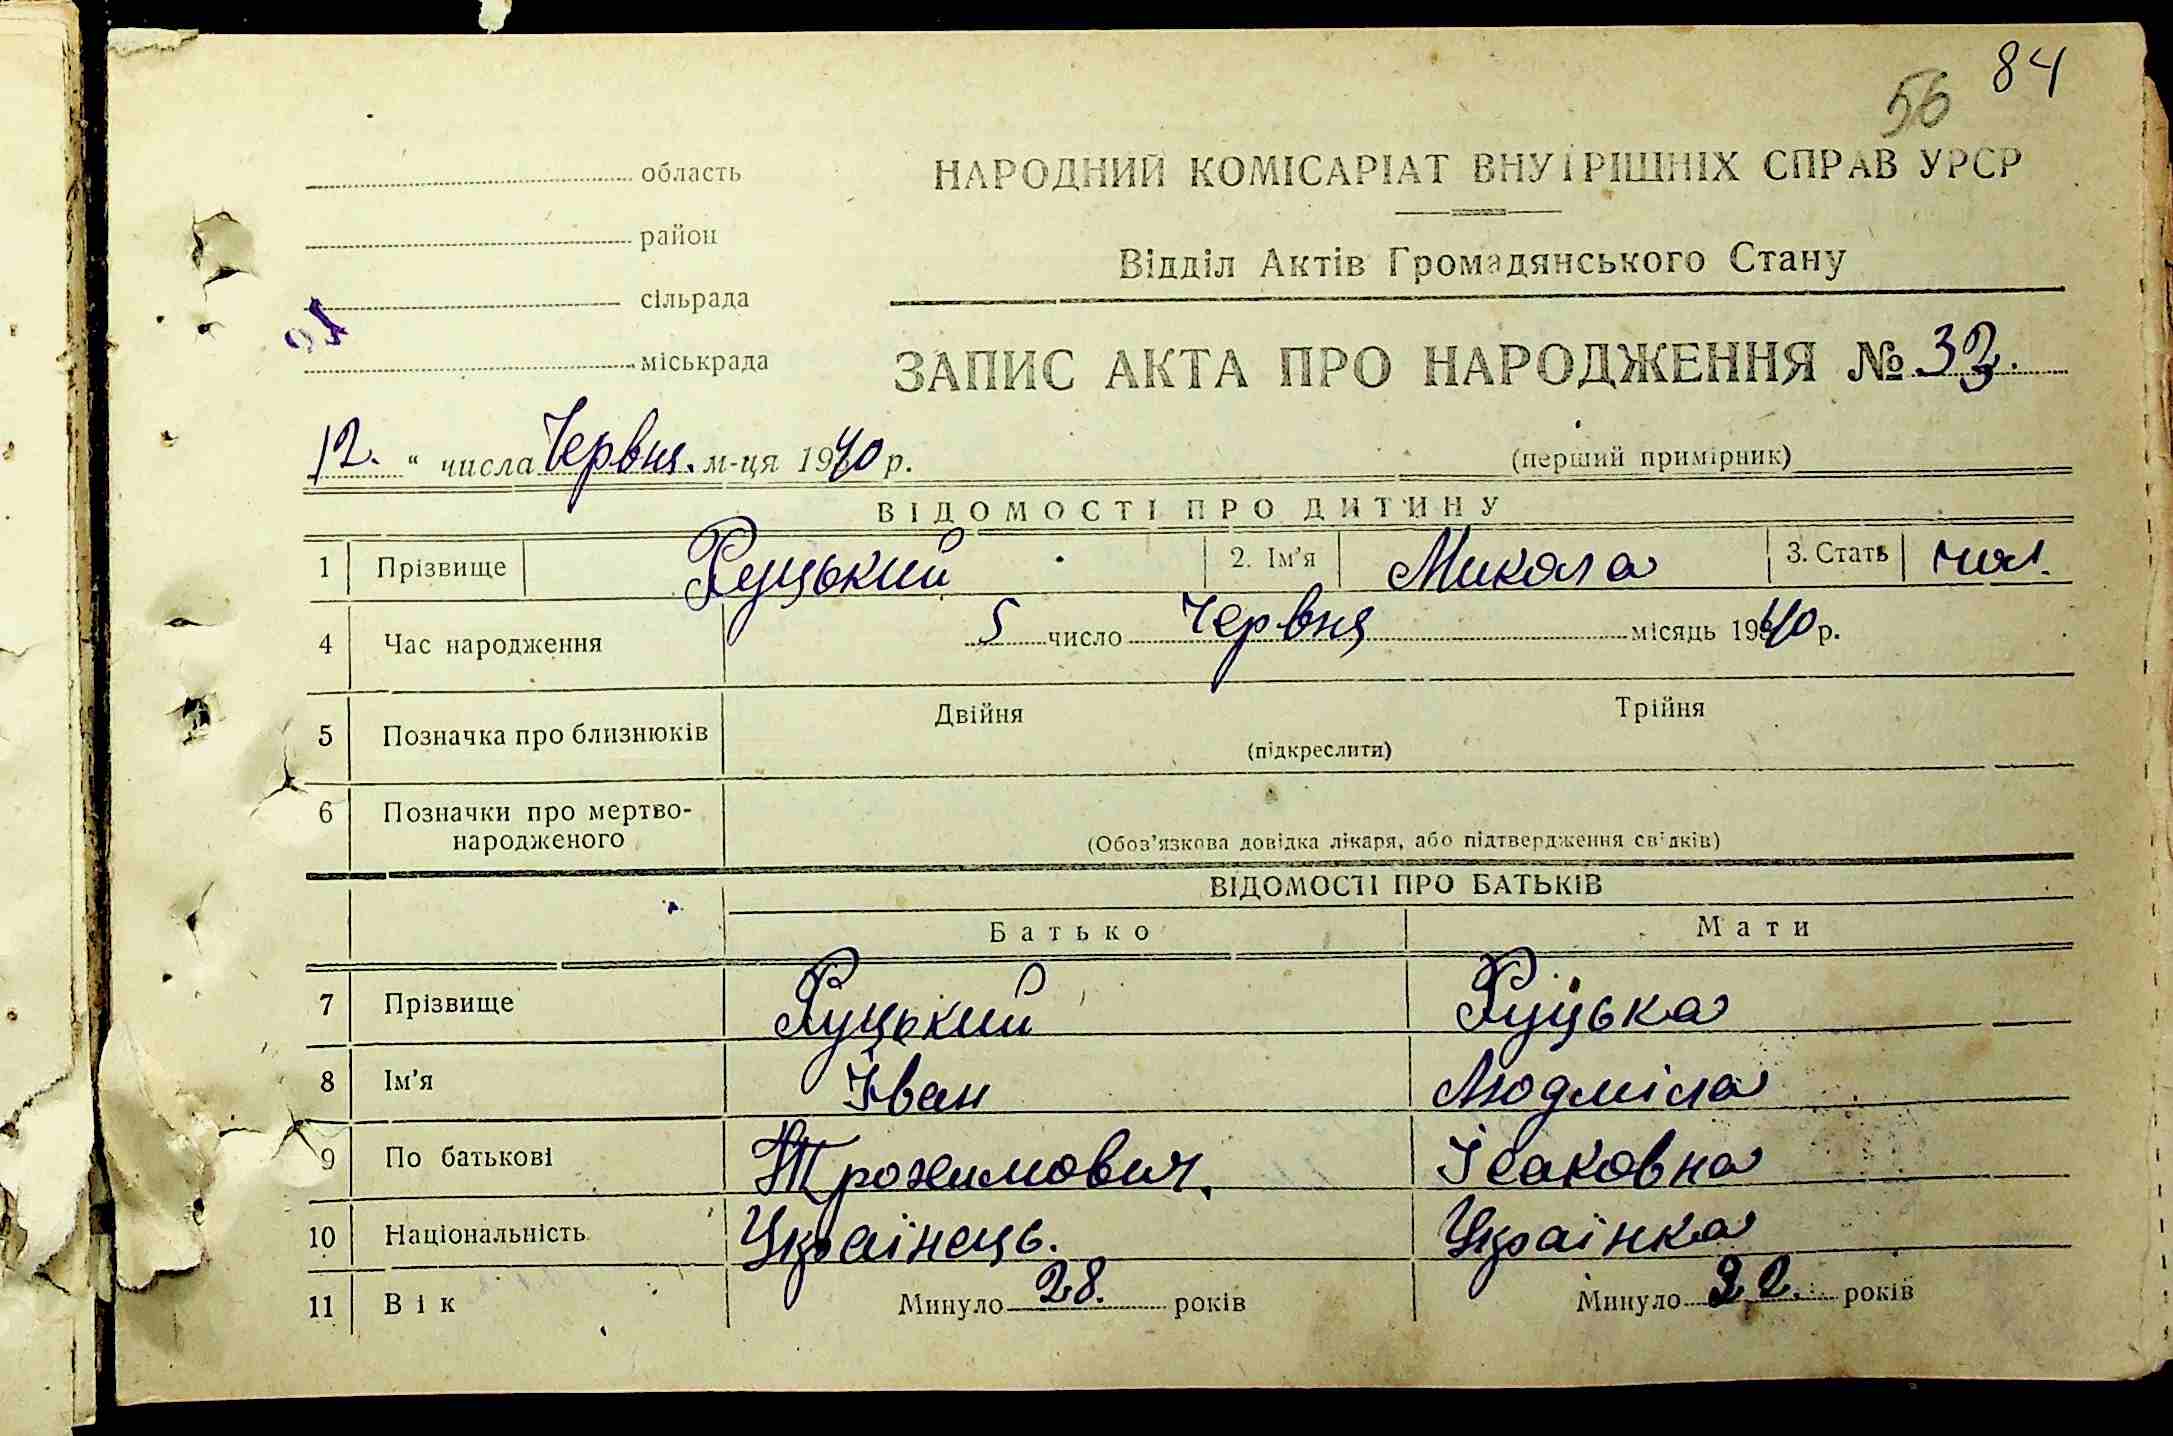 84
56
область
район
сільрада
міськрада
НАРОДНИЙ КОМІСАРІАТ ВНУТРІШНІХ СПРАВ УРСР
Відділ Актів Громадянського Стану
ЗАПИС АКТА ПРО НАРОДЖЕННЯ №
12. " числа Червня. м-ця 1940 р.
(перший примірник)
ВІДОМОСТІ ПРО ДИТИНУ
1 Прізвище Руцький 2. Ім'я Микола 3. Стать чол.
4 Час народження 5 число Червня місяць 1940 р.
5 Позначка про близнюків Двійня Трійня
(підкреслити)
6 Позначки про мертво-
народженого
(Обоз'язкова довідка лікаря, або підтвердження свідків)
ВІДОМОСТІ ПРО БАТЬКІВ
Батько Мати
7 Прізвище Руцький Руцька
8 Ім'я Іван Людміла
9 По батькові Трохимович. Ісаковна
10 Національність Українець. Українка
11 Вік Минуло 28. років Минуло 22. років